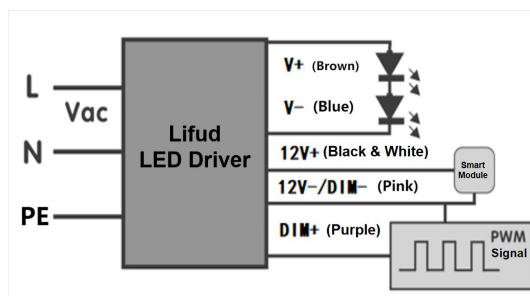 L
Vac
N
PE
Lifud
LED Driver
V+ (Brown)
V- (Blue)
12V+ (Black & White)
12V-/DIM- (Pink)
DIM+ (Purple)
Smart
Module
PWM
Signal